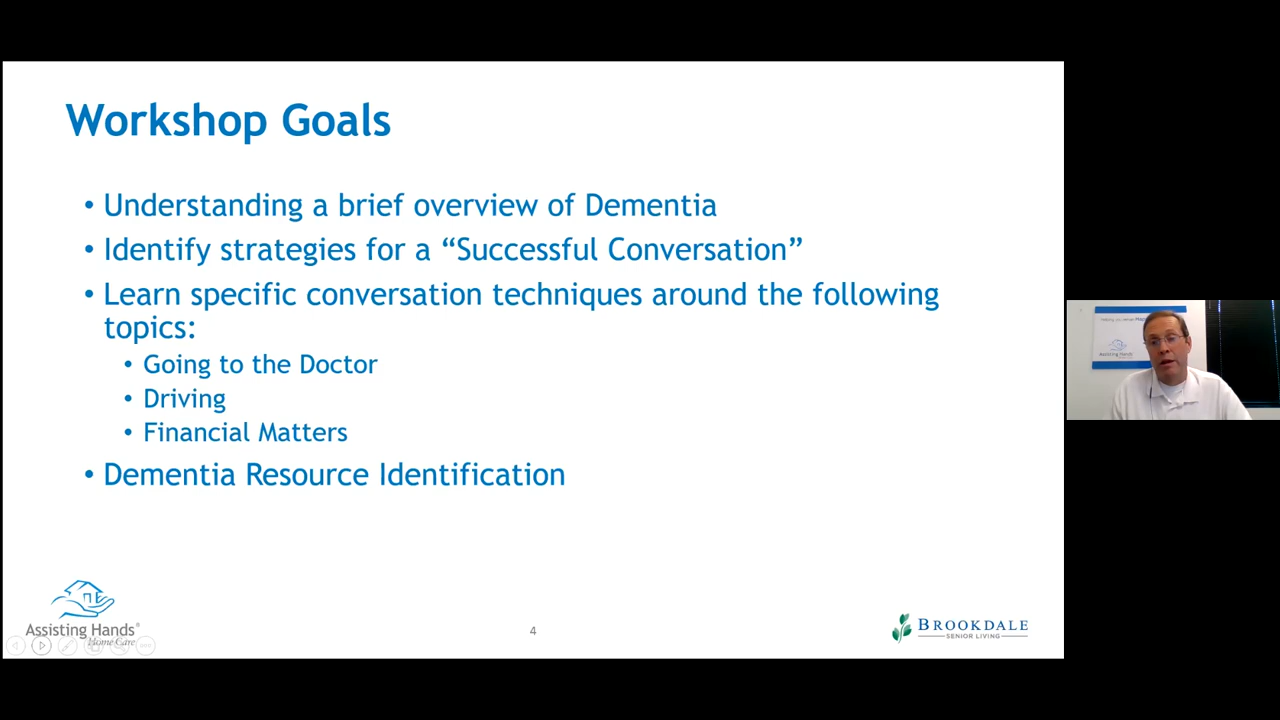 Workshop Goals
• Understanding a brief overview of Dementia
• Identify strategies for a “Successful Conversation”
• Learn specific conversation techniques around the following
topics:
• Going to the Doctor
• Driving
• Financial Matters
• Dementia Resource Identification
Assisting Hands®
Home Care
4
BROOKDALE
SENIOR LIVING
Assisting Hands